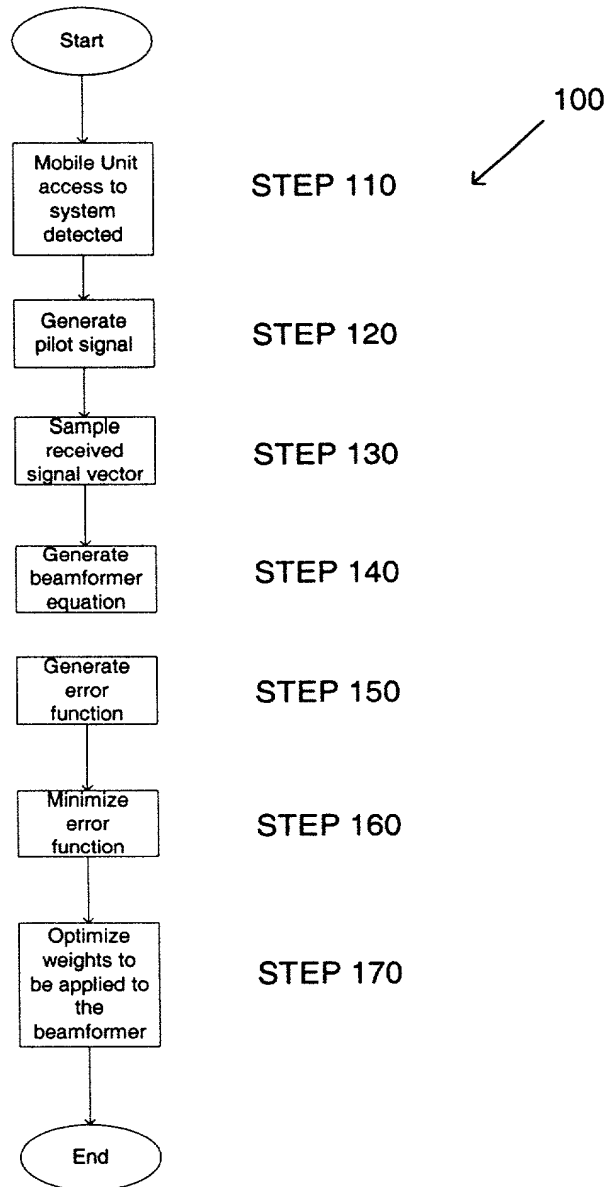 Start
100
Mobile Unit
access to
system
detected
STEP 110
Generate
pilot signal
STEP 120
Sample
received
signal vector
STEP 130
Generate
beamformer
equation
STEP 140
Generate
error
function
STEP 150
Minimize
error
function
STEP 160
Optimize
weights to
be applied to
the
beamformer
STEP 170
End